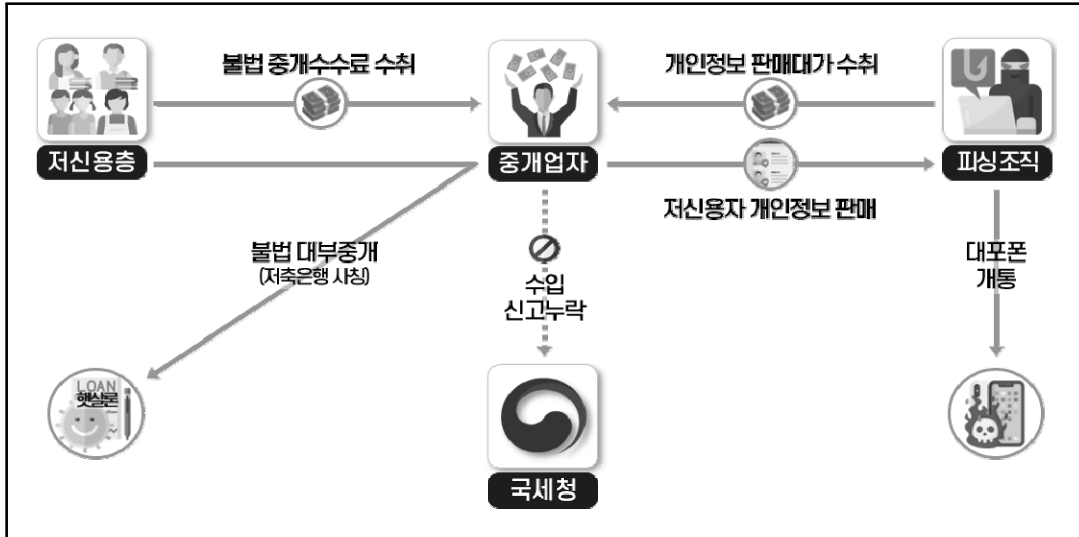 불법 중개수수료 수취
개인정보 판매대가 수취
저신용층
중개업자
피싱조직
저신용자 개인정보 판매
불법 대부중개
(저축은행 사칭)
수입
신고누락
대포폰
개통
LOAN
햇살론
국세청